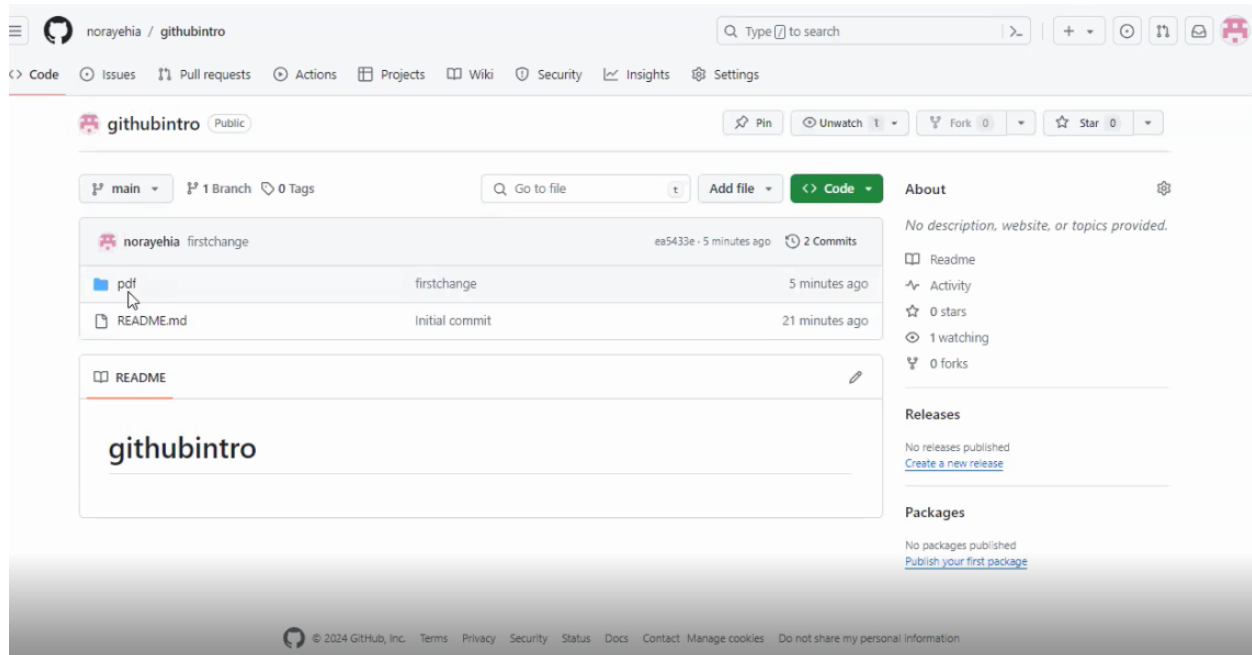 norayehia / githubintro
Type / to search
Code Issues Pull requests Actions Projects Wiki Security Insights Settings
githubintro Public
Pin Unwatch 1 Fork 0 Star 0
main 1 Branch 0 Tags Go to file t Add file Code
norayehia firstchange ea5433e · 5 minutes ago 2 Commits
pdf firstchange 5 minutes ago
README.md Initial commit 21 minutes ago
README
githubintro
About
No description, website, or topics provided.
Readme
Activity
0 stars
1 watching
0 forks
Releases
No releases published
Create a new release
Packages
No packages published
Publish your first package
© 2024 GitHub, Inc. Terms Privacy Security Status Docs Contact Manage cookies Do not share my personal information